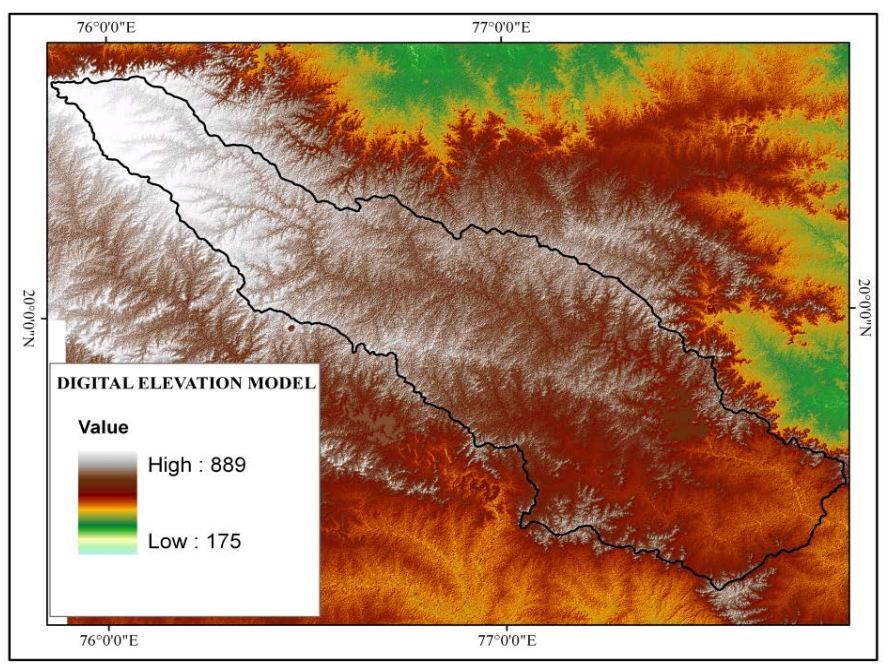 76°0'0"E 77°0'0"E
20°0'0"N 20°0'0"N
DIGITAL ELEVATION MODEL
Value
High : 889
Low : 175
76°0'0"E 77°0'0"E